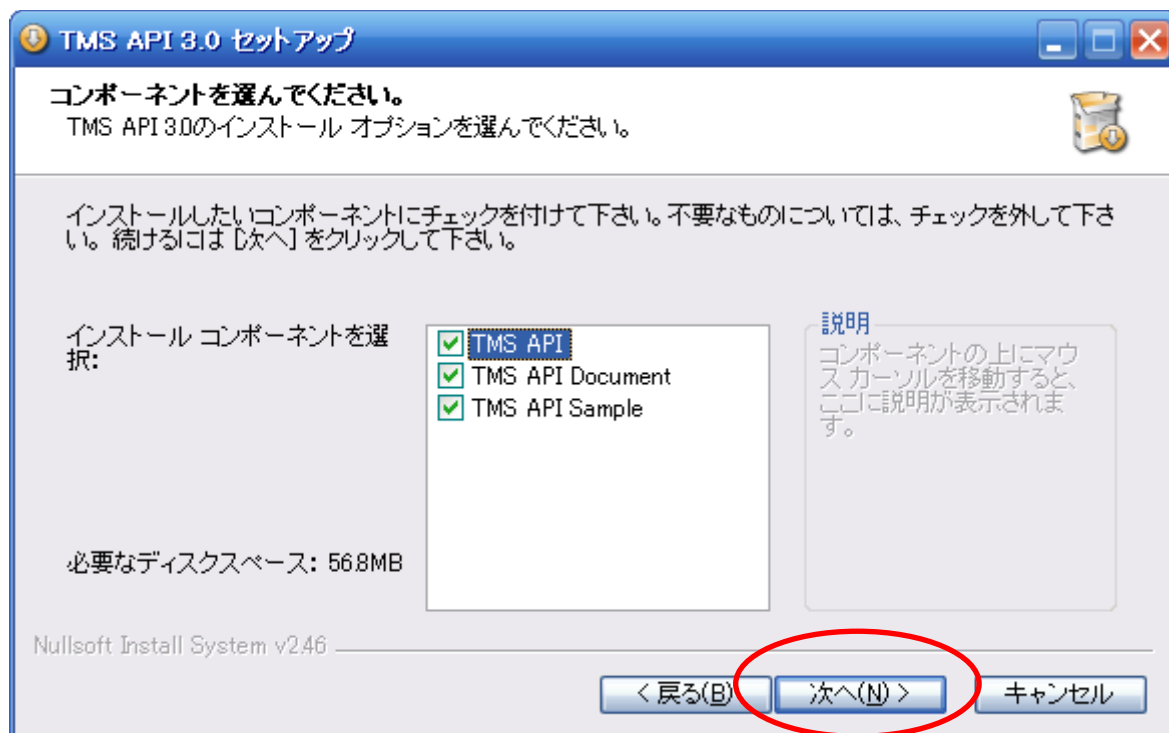 TMS API 3.0 セットアップ
コンポーネントを選んでください。
TMS API 3.0のインストール オプションを選んでください。
インストールしたいコンポーネントにチェックを付けて下さい。不要なものについては、チェックを外して下さ
い。続けるには [次へ] をクリックして下さい。
インストール コンポーネントを選
択:
TMS API
TMS API Document
TMS API Sample
説明
コンポーネントの上にマウ
ス カーソルを移動すると、
ここに説明が表示されま
す。
必要なディスクスペース: 56.8MB
Nullsoft Install System v2.46
< 戻る(B)
次へ(N) >
キャンセル